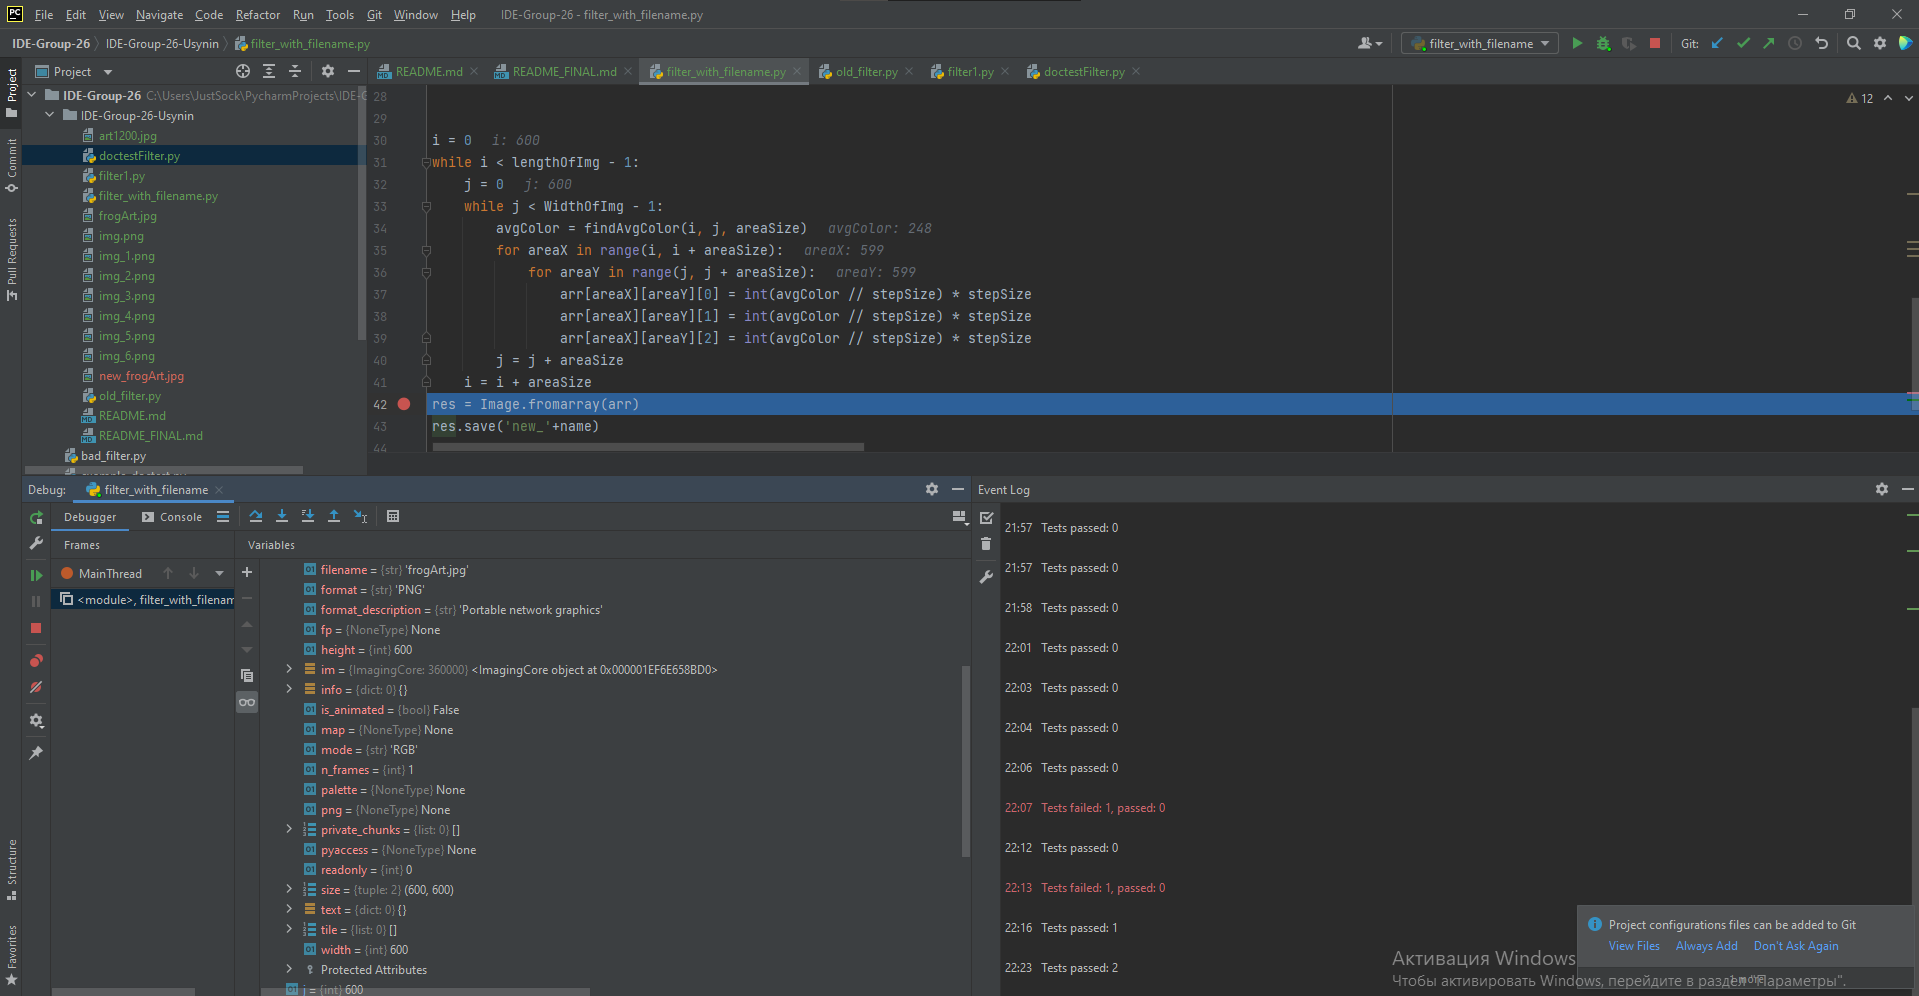 PC File Edit View Navigate Code Refactor Run Tools Git Window Help IDE-Group-26 - filter_with_filename.py
IDE-Group-26 IDE-Group-26-Usynin filter_with_filename.py filter_with_filename Git:
Project README.md README_FINAL.md filter_with_filename.py old_filter.py filter1.py doctestFilter.py
Project
Commit
Pull Requests
Structure
Favorites
IDE-Group-26 C:\Users\JustSock\PycharmProjects\IDE-G
IDE-Group-26-Usynin
art1200.jpg
doctestFilter.py
filter1.py
filter_with_filename.py
frogArt.jpg
img.png
img_1.png
img_2.png
img_3.png
img_4.png
img_5.png
img_6.png
new_frogArt.jpg
old_filter.py
README.md
README_FINAL.md
bad_filter.py
12
28
29
30 i = 0 i: 600
31 while i < lengthOfImg - 1:
32 j = 0 j: 600
33 while j < WidthOfImg - 1:
34 avgColor = findAvgColor(i, j, areaSize) avgColor: 248
35 for areaX in range(i, i + areaSize): areaX: 599
36 for areaY in range(j, j + areaSize): areaY: 599
37 arr[areaX][areaY][0] = int(avgColor // stepSize) * stepSize
38 arr[areaX][areaY][1] = int(avgColor // stepSize) * stepSize
39 arr[areaX][areaY][2] = int(avgColor // stepSize) * stepSize
40 j = j + areaSize
41 i = i + areaSize
42 res = Image.fromarray(arr)
43 res.save('new_'+name)
44
Debug: filter_with_filename
Debugger Console
Frames
MainThread
<module>, filter_with_filenam
Variables
filename = {str} 'frogArt.jpg'
format = {str} 'PNG'
format_description = {str} 'Portable network graphics'
fp = {NoneType} None
height = {int} 600
im = {ImagingCore: 360000} <ImagingCore object at 0x000001EF6E658BD0>
info = {dict: 0} {}
is_animated = {bool} False
map = {NoneType} None
mode = {str} 'RGB'
n_frames = {int} 1
palette = {NoneType} None
png = {NoneType} None
private_chunks = {list: 0} []
pyaccess = {NoneType} None
readonly = {int} 0
size = {tuple: 2} (600, 600)
text = {dict: 0} {}
tile = {list: 0} []
width = {int} 600
Protected Attributes
j = {int} 600
Event Log
21:57 Tests passed: 0
21:57 Tests passed: 0
21:58 Tests passed: 0
22:01 Tests passed: 0
22:03 Tests passed: 0
22:04 Tests passed: 0
22:06 Tests passed: 0
22:07 Tests failed: 1, passed: 0
22:12 Tests passed: 0
22:13 Tests failed: 1, passed: 0
22:16 Tests passed: 1
22:23 Tests passed: 2
Project configurations files can be added to Git
View Files Always Add Don't Ask Again
Активация Windows
Чтобы активировать Windows, перейдите в раздел "Параметры".